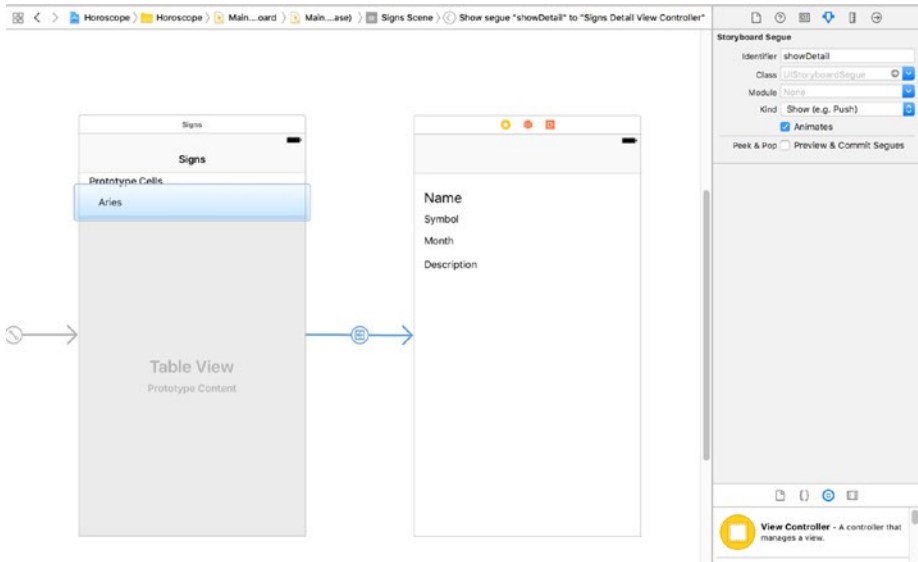 Horoscope Horoscope Main....oard Main....ase) Signs Scene Show segue "showDetail" to "Signs Detail View Controller"
Storyboard Segue
Identifier showDetail
Class UIStoryboardSegue
Module None
Kind Show (e.g. Push)
Animates
Peek & Pop Preview & Commit Segues
Signs
Signs
Prototype Cells
Aries
Table View
Prototype Content
Name
Symbol
Month
Description
{ }
View Controller - A controller that
manages a view.